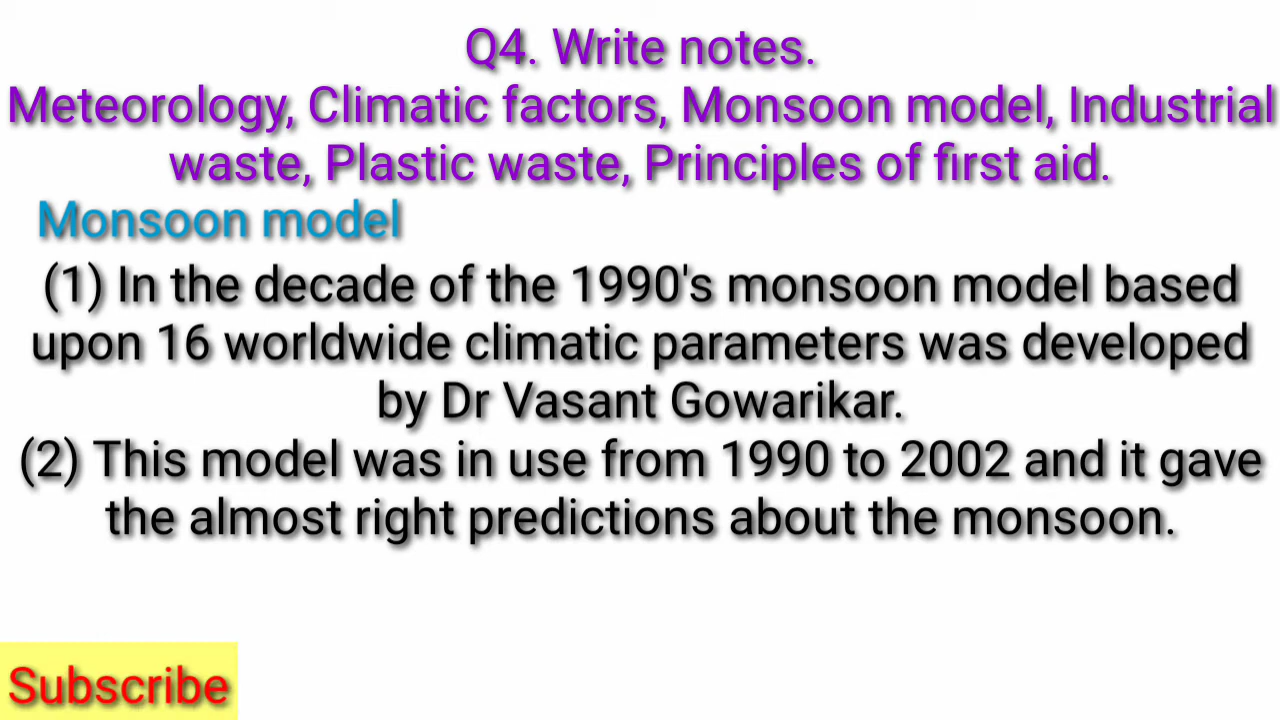 Q4. Write notes.
Meteorology, Climatic factors, Monsoon model, Industrial
waste, Plastic waste, Principles of first aid.
Monsoon model
(1) In the decade of the 1990's monsoon model based
upon 16 worldwide climatic parameters was developed
by Dr Vasant Gowarikar.
(2) This model was in use from 1990 to 2002 and it gave
the almost right predictions about the monsoon.
Subscribe